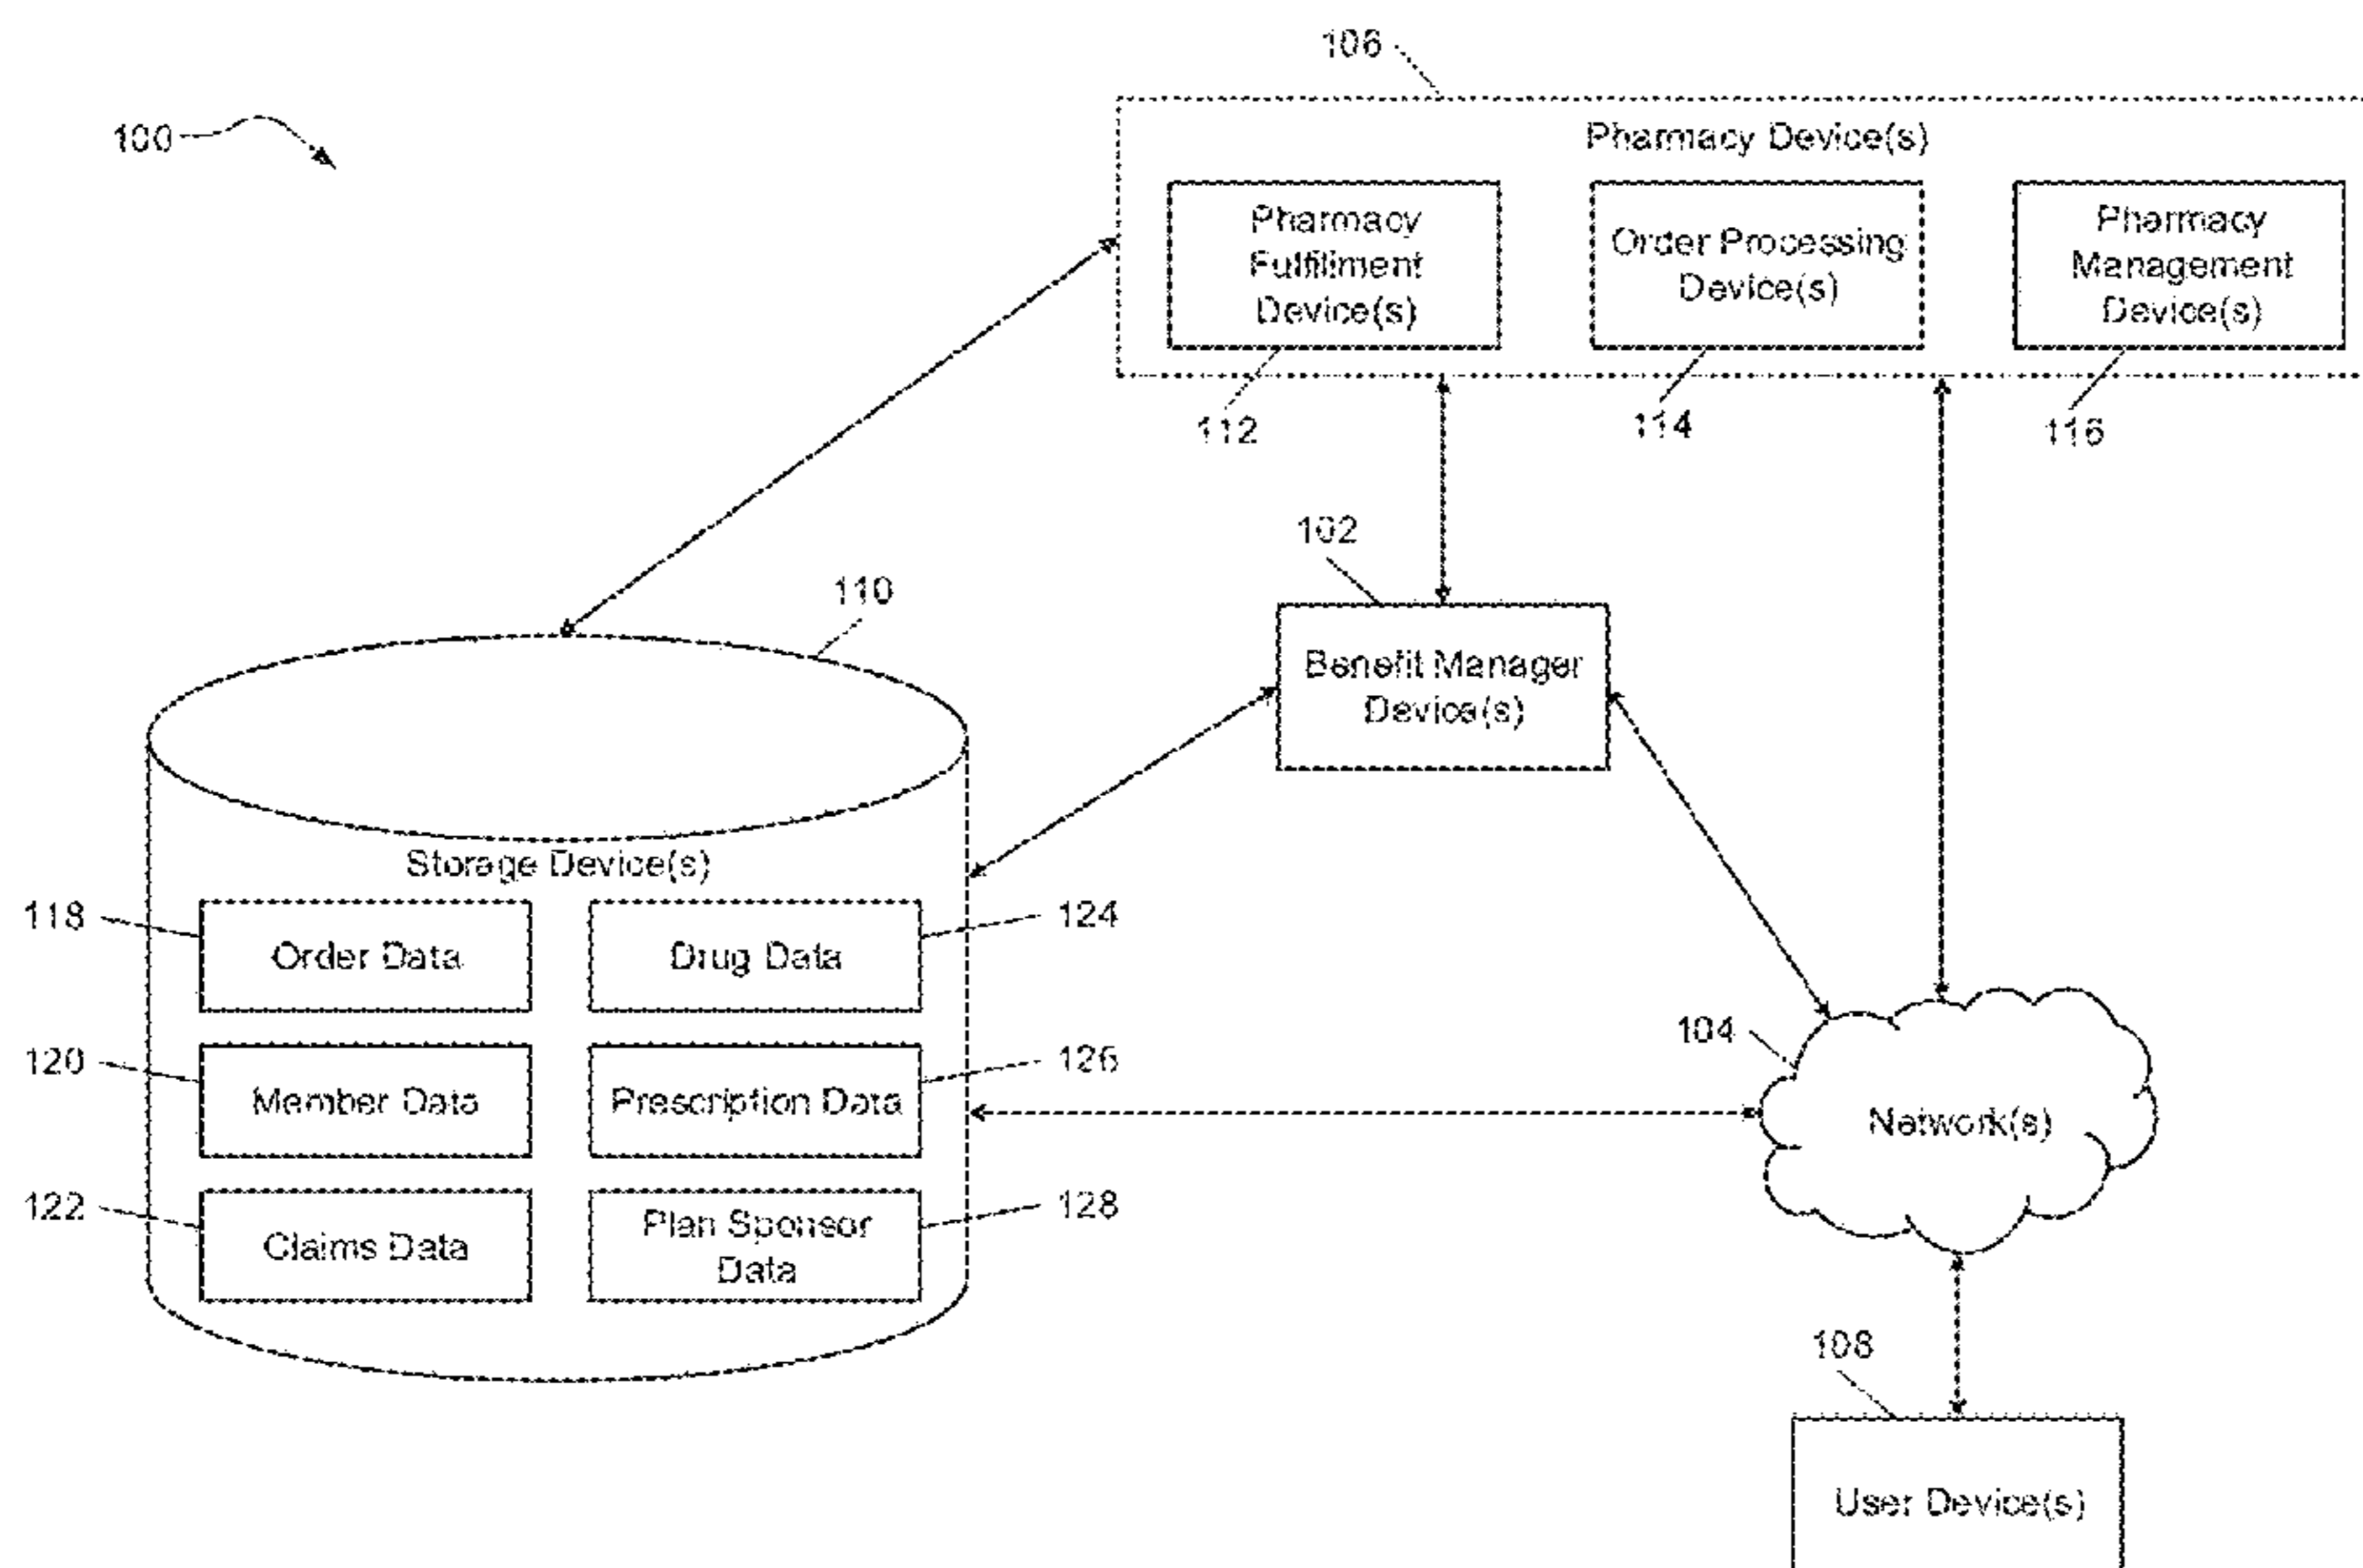 106
100
Pharmacy Device(s)
Pharmacy
Fulfillment
Device(s)
Order Processing
Device(s)
Pharmacy
Management
Device(s)
112
114
116
102
110
Benefit Manager
Device(s)
Storage Device(s)
118
Order Data
Drug Data
124
104
120
Member Data
Prescription Data
126
Network(s)
122
Claims Data
Plan Sponsor
Data
128
108
User Device(s)